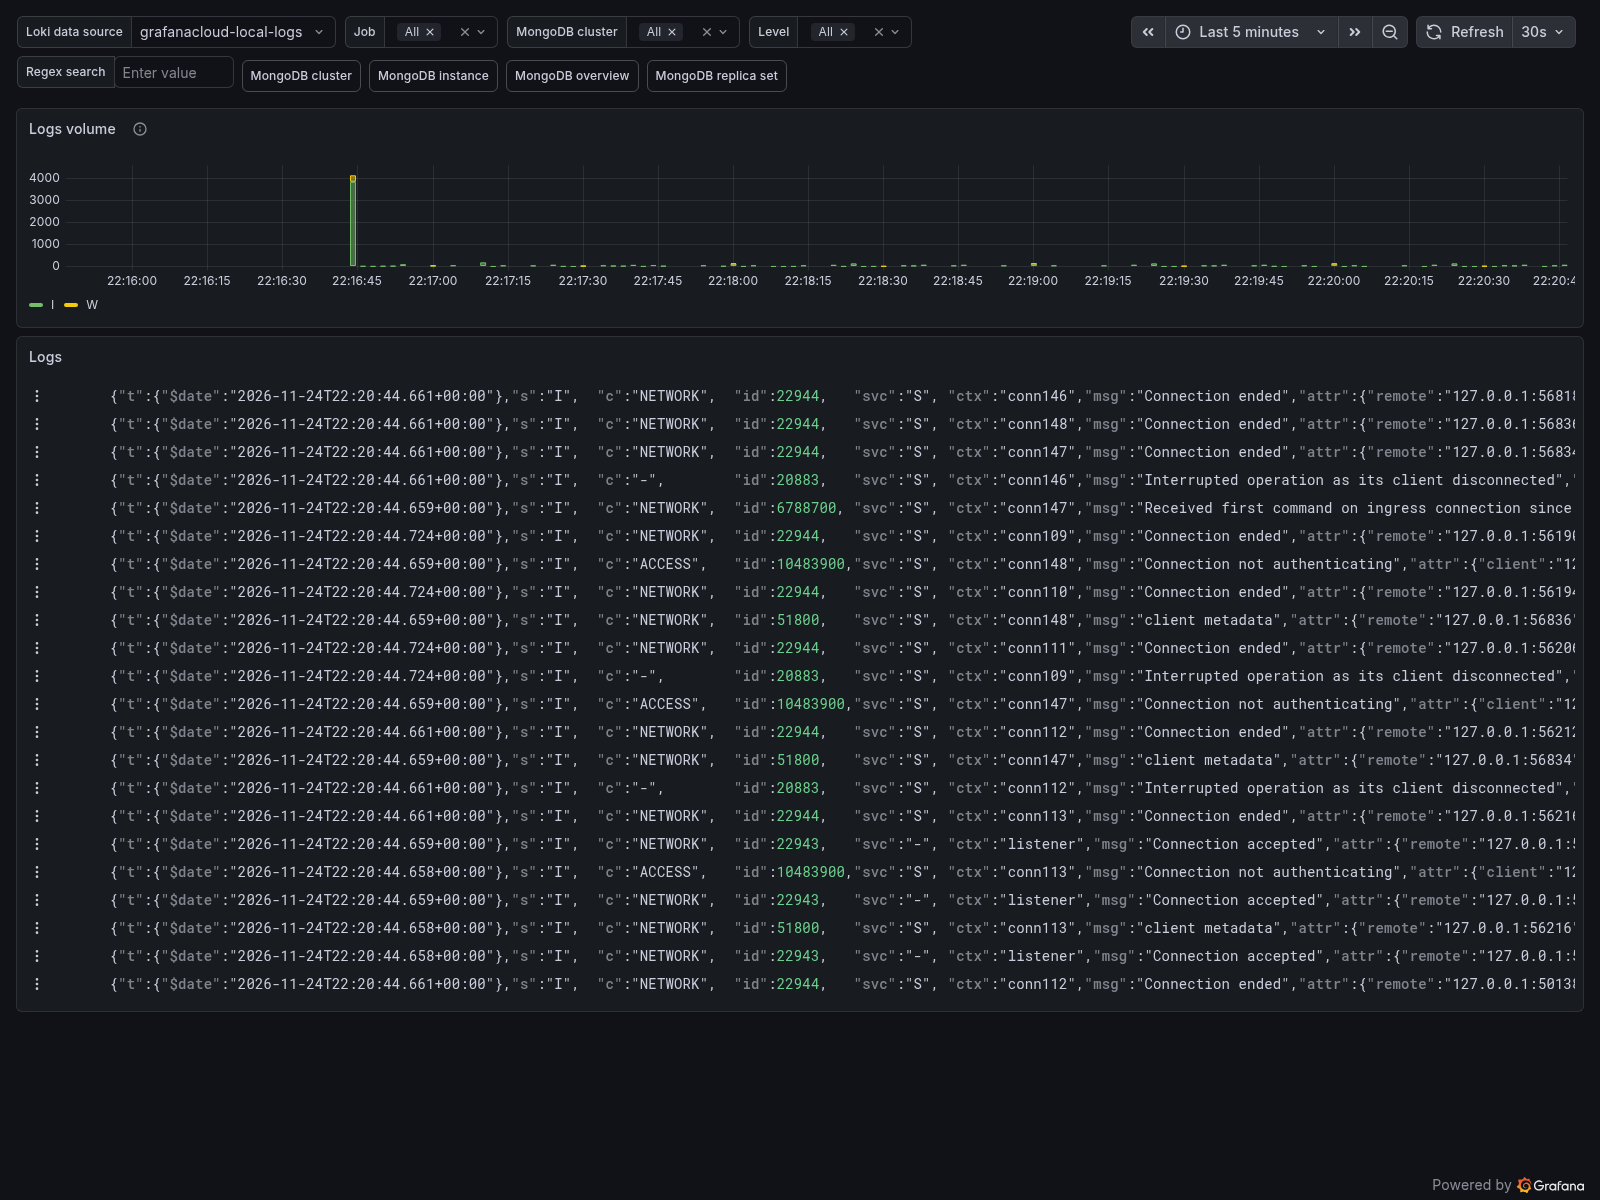 Loki data source grafanacloud-local-logs Job All MongoDB cluster All Level All Last 5 minutes Refresh 30s
Regex search Enter value MongoDB cluster MongoDB instance MongoDB overview MongoDB replica set
Logs volume
4000
3000
2000
1000
0
22:16:00 22:16:15 22:16:30 22:16:45 22:17:00 22:17:15 22:17:30 22:17:45 22:18:00 22:18:15 22:18:30 22:18:45 22:19:00 22:19:15 22:19:30 22:19:45 22:20:00 22:20:15 22:20:30 22:20:4
I W
Logs
{"t":{"$date":"2026-11-24T22:20:44.661+00:00"},"s":"I", "c":"NETWORK", "id":22944, "svc":"S", "ctx":"conn146","msg":"Connection ended","attr":{"remote":"127.0.0.1:56818
{"t":{"$date":"2026-11-24T22:20:44.661+00:00"},"s":"I", "c":"NETWORK", "id":22944, "svc":"S", "ctx":"conn148","msg":"Connection ended","attr":{"remote":"127.0.0.1:56836
{"t":{"$date":"2026-11-24T22:20:44.661+00:00"},"s":"I", "c":"NETWORK", "id":22944, "svc":"S", "ctx":"conn147","msg":"Connection ended","attr":{"remote":"127.0.0.1:56834
{"t":{"$date":"2026-11-24T22:20:44.661+00:00"},"s":"I", "c":"-", "id":20883, "svc":"S", "ctx":"conn146","msg":"Interrupted operation as its client disconnected","
{"t":{"$date":"2026-11-24T22:20:44.659+00:00"},"s":"I", "c":"NETWORK", "id":6788700, "svc":"S", "ctx":"conn147","msg":"Received first command on ingress connection since
{"t":{"$date":"2026-11-24T22:20:44.724+00:00"},"s":"I", "c":"NETWORK", "id":22944, "svc":"S", "ctx":"conn109","msg":"Connection ended","attr":{"remote":"127.0.0.1:56190
{"t":{"$date":"2026-11-24T22:20:44.659+00:00"},"s":"I", "c":"ACCESS", "id":10483900,"svc":"S", "ctx":"conn148","msg":"Connection not authenticating","attr":{"client":"12
{"t":{"$date":"2026-11-24T22:20:44.724+00:00"},"s":"I", "c":"NETWORK", "id":22944, "svc":"S", "ctx":"conn110","msg":"Connection ended","attr":{"remote":"127.0.0.1:56194
{"t":{"$date":"2026-11-24T22:20:44.659+00:00"},"s":"I", "c":"NETWORK", "id":51800, "svc":"S", "ctx":"conn148","msg":"client metadata","attr":{"remote":"127.0.0.1:56836"
{"t":{"$date":"2026-11-24T22:20:44.724+00:00"},"s":"I", "c":"NETWORK", "id":22944, "svc":"S", "ctx":"conn111","msg":"Connection ended","attr":{"remote":"127.0.0.1:56206
{"t":{"$date":"2026-11-24T22:20:44.724+00:00"},"s":"I", "c":"-", "id":20883, "svc":"S", "ctx":"conn109","msg":"Interrupted operation as its client disconnected","
{"t":{"$date":"2026-11-24T22:20:44.659+00:00"},"s":"I", "c":"ACCESS", "id":10483900,"svc":"S", "ctx":"conn147","msg":"Connection not authenticating","attr":{"client":"12
{"t":{"$date":"2026-11-24T22:20:44.661+00:00"},"s":"I", "c":"NETWORK", "id":22944, "svc":"S", "ctx":"conn112","msg":"Connection ended","attr":{"remote":"127.0.0.1:56212
{"t":{"$date":"2026-11-24T22:20:44.659+00:00"},"s":"I", "c":"NETWORK", "id":51800, "svc":"S", "ctx":"conn147","msg":"client metadata","attr":{"remote":"127.0.0.1:56834"
{"t":{"$date":"2026-11-24T22:20:44.661+00:00"},"s":"I", "c":"-", "id":20883, "svc":"S", "ctx":"conn112","msg":"Interrupted operation as its client disconnected","
{"t":{"$date":"2026-11-24T22:20:44.661+00:00"},"s":"I", "c":"NETWORK", "id":22944, "svc":"S", "ctx":"conn113","msg":"Connection ended","attr":{"remote":"127.0.0.1:56216
{"t":{"$date":"2026-11-24T22:20:44.659+00:00"},"s":"I", "c":"NETWORK", "id":22943, "svc":"-", "ctx":"listener","msg":"Connection accepted","attr":{"remote":"127.0.0.1:5
{"t":{"$date":"2026-11-24T22:20:44.658+00:00"},"s":"I", "c":"ACCESS", "id":10483900,"svc":"S", "ctx":"conn113","msg":"Connection not authenticating","attr":{"client":"12
{"t":{"$date":"2026-11-24T22:20:44.659+00:00"},"s":"I", "c":"NETWORK", "id":22943, "svc":"-", "ctx":"listener","msg":"Connection accepted","attr":{"remote":"127.0.0.1:5
{"t":{"$date":"2026-11-24T22:20:44.658+00:00"},"s":"I", "c":"NETWORK", "id":51800, "svc":"S", "ctx":"conn113","msg":"client metadata","attr":{"remote":"127.0.0.1:56216"
{"t":{"$date":"2026-11-24T22:20:44.658+00:00"},"s":"I", "c":"NETWORK", "id":22943, "svc":"-", "ctx":"listener","msg":"Connection accepted","attr":{"remote":"127.0.0.1:5
{"t":{"$date":"2026-11-24T22:20:44.661+00:00"},"s":"I", "c":"NETWORK", "id":22944, "svc":"S", "ctx":"conn112","msg":"Connection ended","attr":{"remote":"127.0.0.1:50138
Powered by Grafana